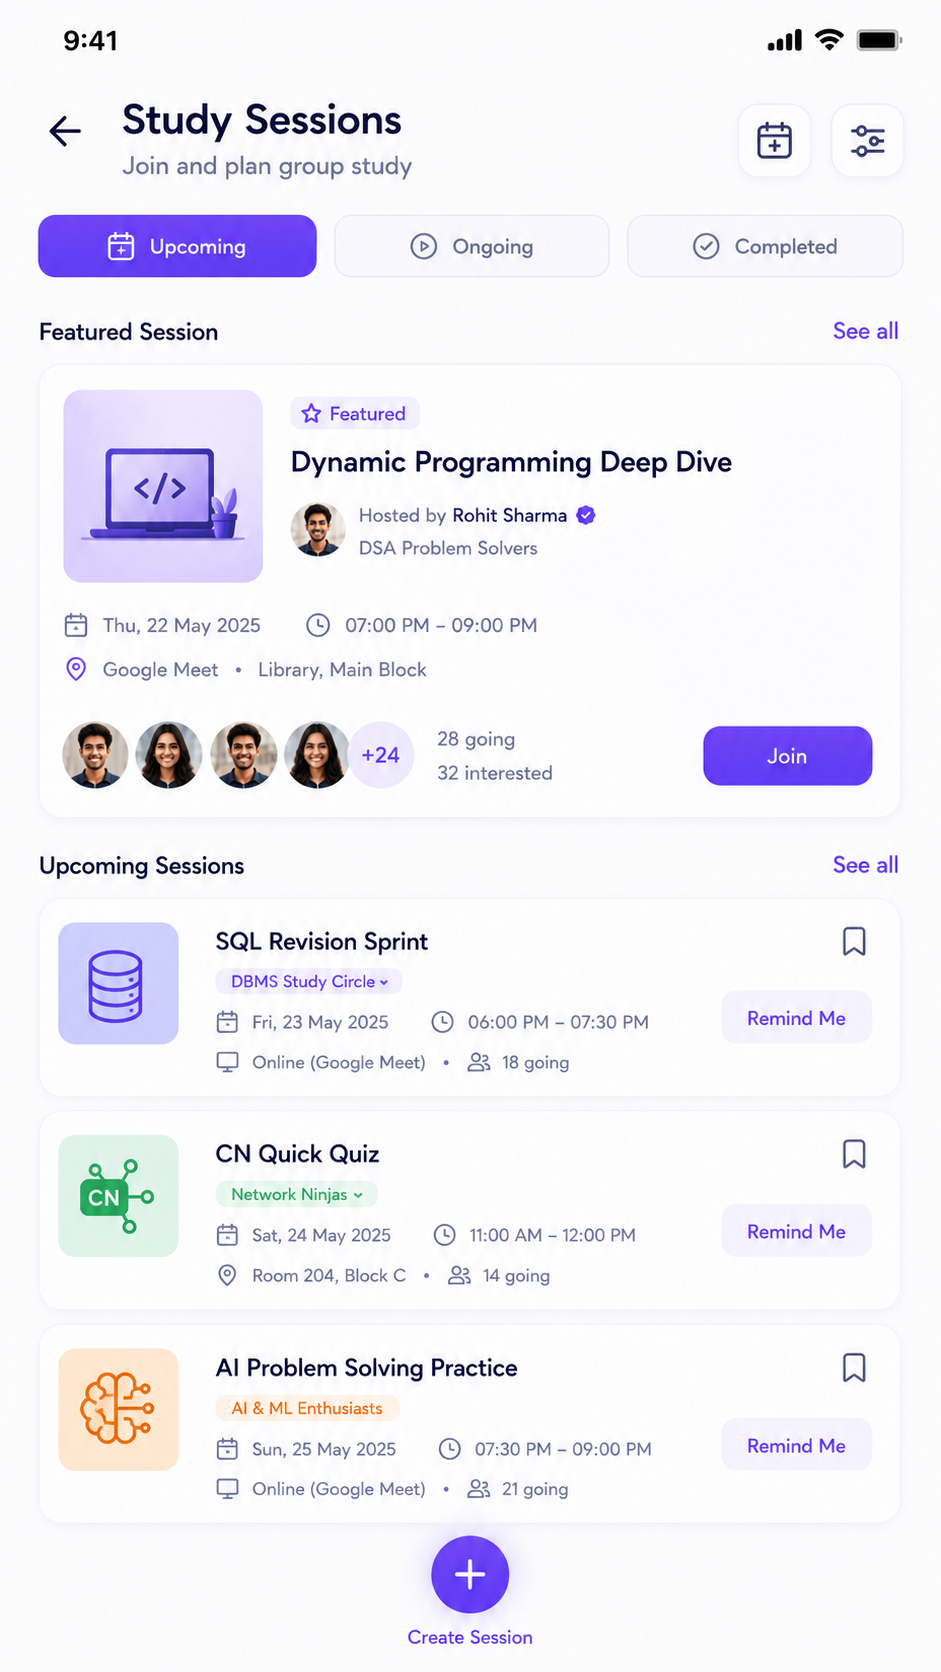 9:41
Study Sessions
Join and plan group study
Upcoming
Ongoing
Completed
Featured Session
See all
</>
Featured
Dynamic Programming Deep Dive
Hosted by Rohit Sharma
DSA Problem Solvers
Thu, 22 May 2025
07:00 PM – 09:00 PM
Google Meet • Library, Main Block
+24
28 going
32 interested
Join
Upcoming Sessions
See all
SQL Revision Sprint
DBMS Study Circle
Fri, 23 May 2025
06:00 PM – 07:30 PM
Online (Google Meet) • 18 going
Remind Me
CN
CN Quick Quiz
Network Ninjas
Sat, 24 May 2025
11:00 AM – 12:00 PM
Room 204, Block C • 14 going
Remind Me
AI Problem Solving Practice
AI & ML Enthusiasts
Sun, 25 May 2025
07:30 PM – 09:00 PM
Online (Google Meet) • 21 going
Remind Me
Create Session